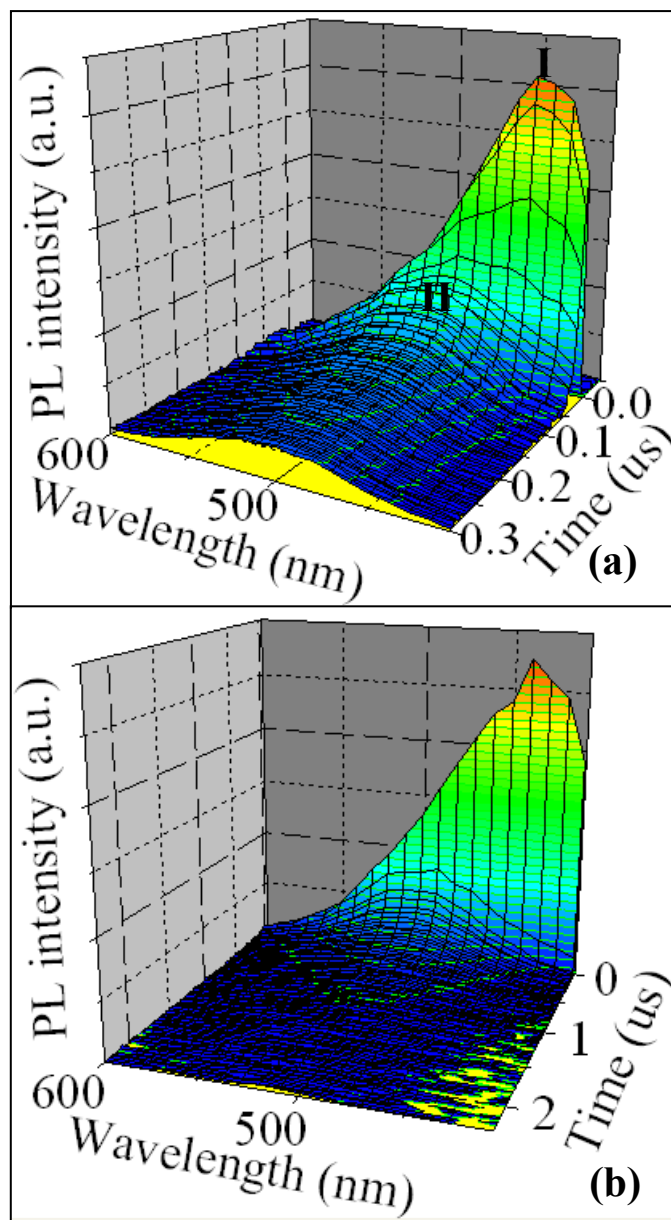 I
II
PL intensity (a.u.)
600
500
Wavelength (nm)
0.0
0.1
0.2
0.3
Time (us)
(a)
PL intensity (a.u.)
600
500
Wavelength (nm)
0
1
2
Time (us)
(b)